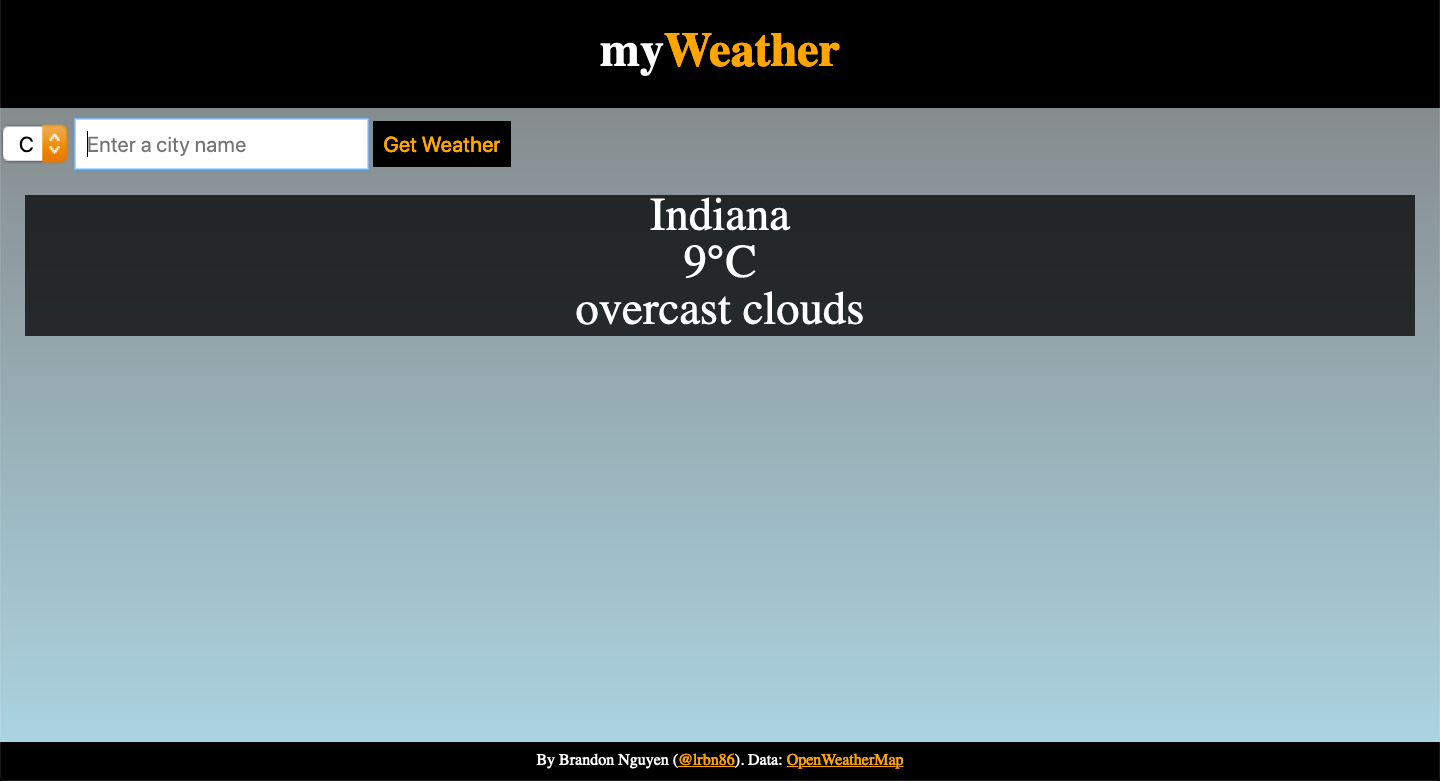 myWeather
C Enter a city name Get Weather
Indiana
9°C
overcast clouds
By Brandon Nguyen (@lrbn86). Data: OpenWeatherMap